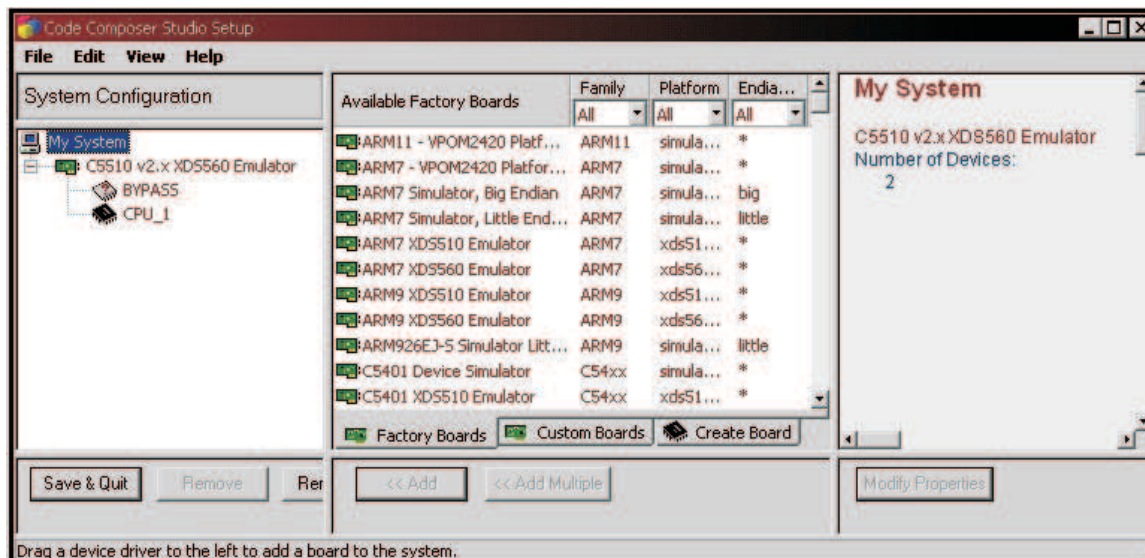 Code Composer Studio Setup
File Edit View Help
System Configuration
My System
C5510 v2.x XDS560 Emulator
BYPASS
CPU_1
Save & Quit Remove Rer
Available Factory Boards Family Platform Endia...
All All All
ARM11 - VPOM2420 Platf... ARM11 simula... *
ARM7 - VPOM2420 Platfor... ARM7 simula... *
ARM7 Simulator, Big Endian ARM7 simula... big
ARM7 Simulator, Little End... ARM7 simula... little
ARM7 XDS510 Emulator ARM7 xds51... *
ARM7 XDS560 Emulator ARM7 xds56... *
ARM9 XDS510 Emulator ARM9 xds51... *
ARM9 XDS560 Emulator ARM9 xds56... *
ARM926EJ-S Simulator Litt... ARM9 simula... little
C5401 Device Simulator C54xx simula... *
C5401 XDS510 Emulator C54xx xds51... *
Factory Boards Custom Boards Create Board
<< Add << Add Multiple
My System
C5510 v2.x XDS560 Emulator
Number of Devices:
2
Modify Properties
Drag a device driver to the left to add a board to the system.